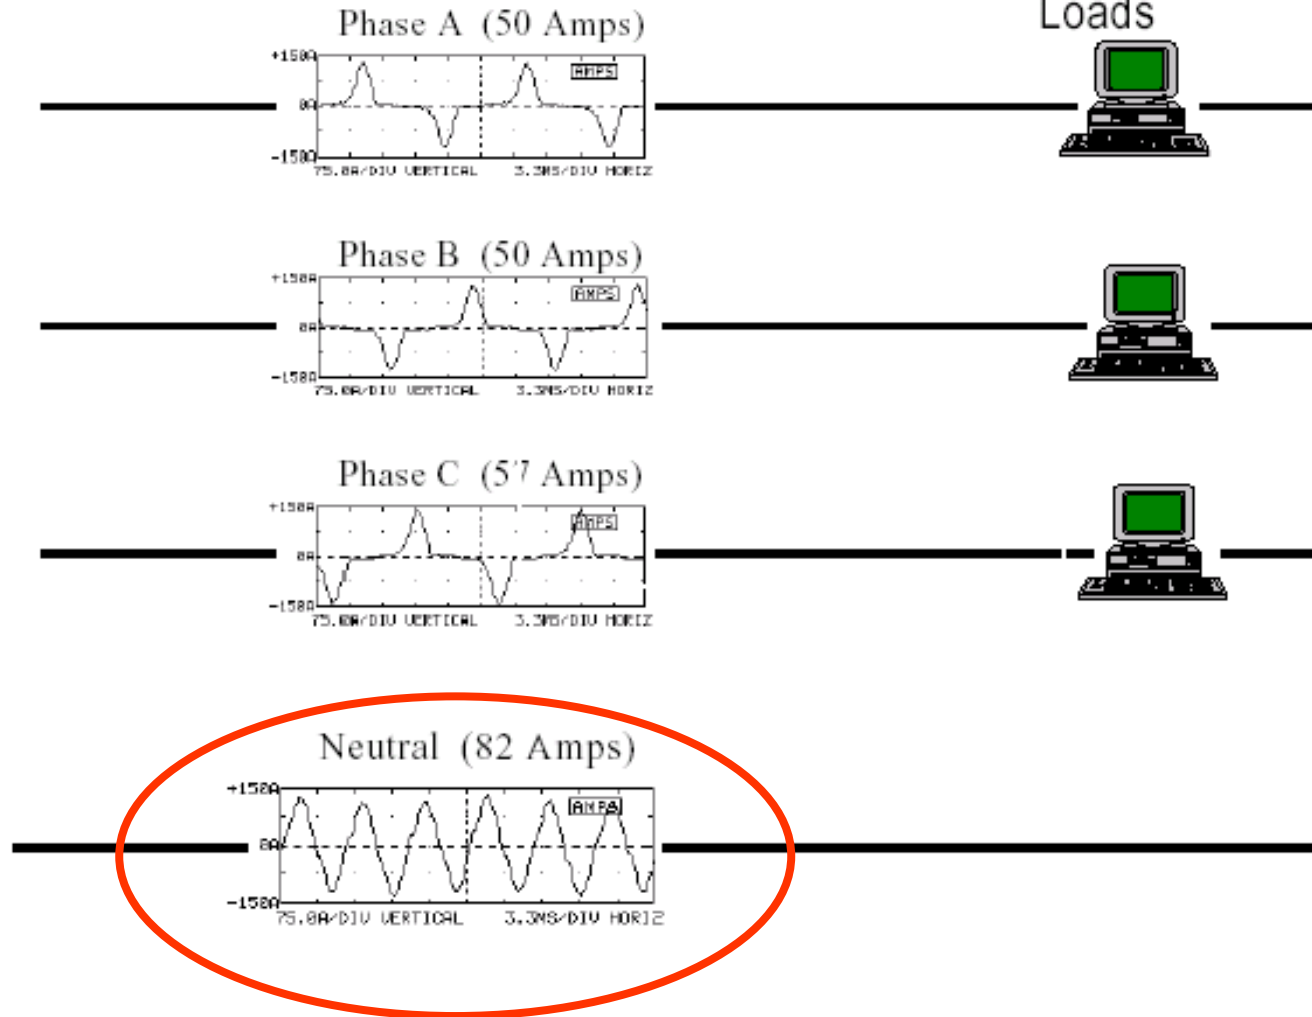 Phase A (50 Amps)
Loads
+150A
AMPS
0A
-150A
75.0A/DIV VERTICAL 3.3MS/DIV HORIZ
Phase B (50 Amps)
+150A
AMPS
0A
-150A
75.0A/DIV VERTICAL 3.3MS/DIV HORIZ
Phase C (57 Amps)
+150A
AMPS
0A
-150A
75.0A/DIV VERTICAL 3.3MS/DIV HORIZ
Neutral (82 Amps)
+150A
AMPS
0A
-150A
75.0A/DIV VERTICAL 3.3MS/DIV HORIZ